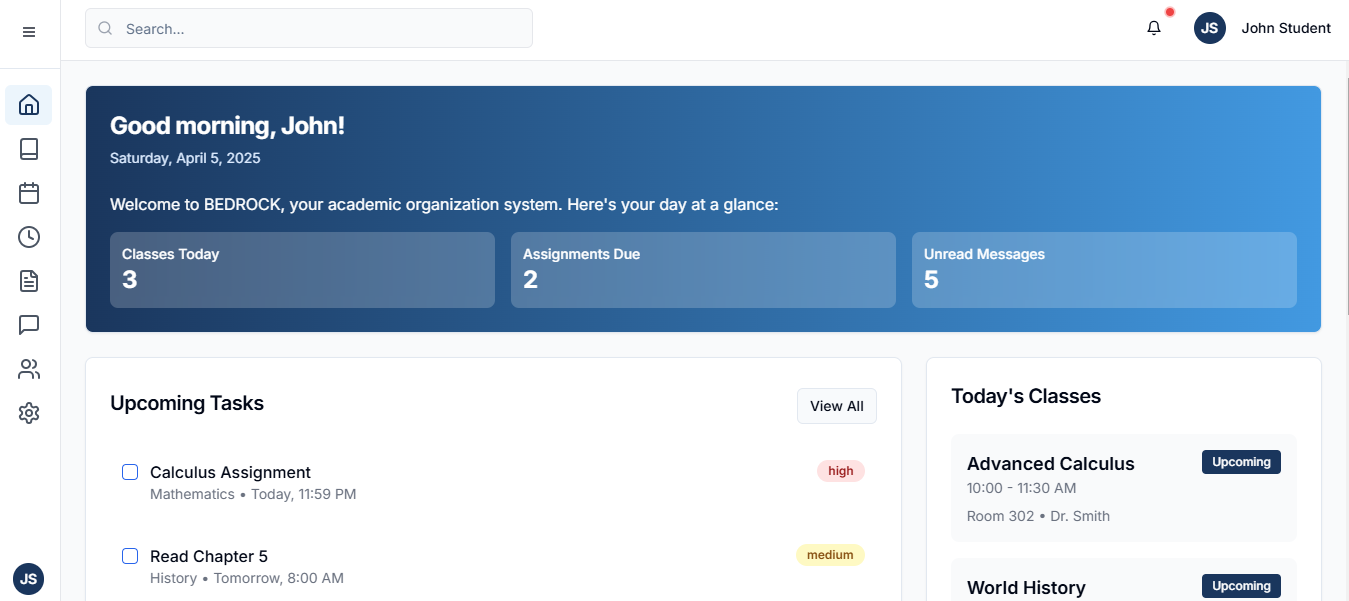 Search...
JS
John Student
Good morning, John!
Saturday, April 5, 2025
Welcome to BEDROCK, your academic organization system. Here's your day at a glance:
Classes Today
3
Assignments Due
2
Unread Messages
5
Upcoming Tasks
View All
Calculus Assignment
high
Mathematics • Today, 11:59 PM
Read Chapter 5
medium
History • Tomorrow, 8:00 AM
Today's Classes
Advanced Calculus
Upcoming
10:00 - 11:30 AM
Room 302 • Dr. Smith
World History
Upcoming
JS